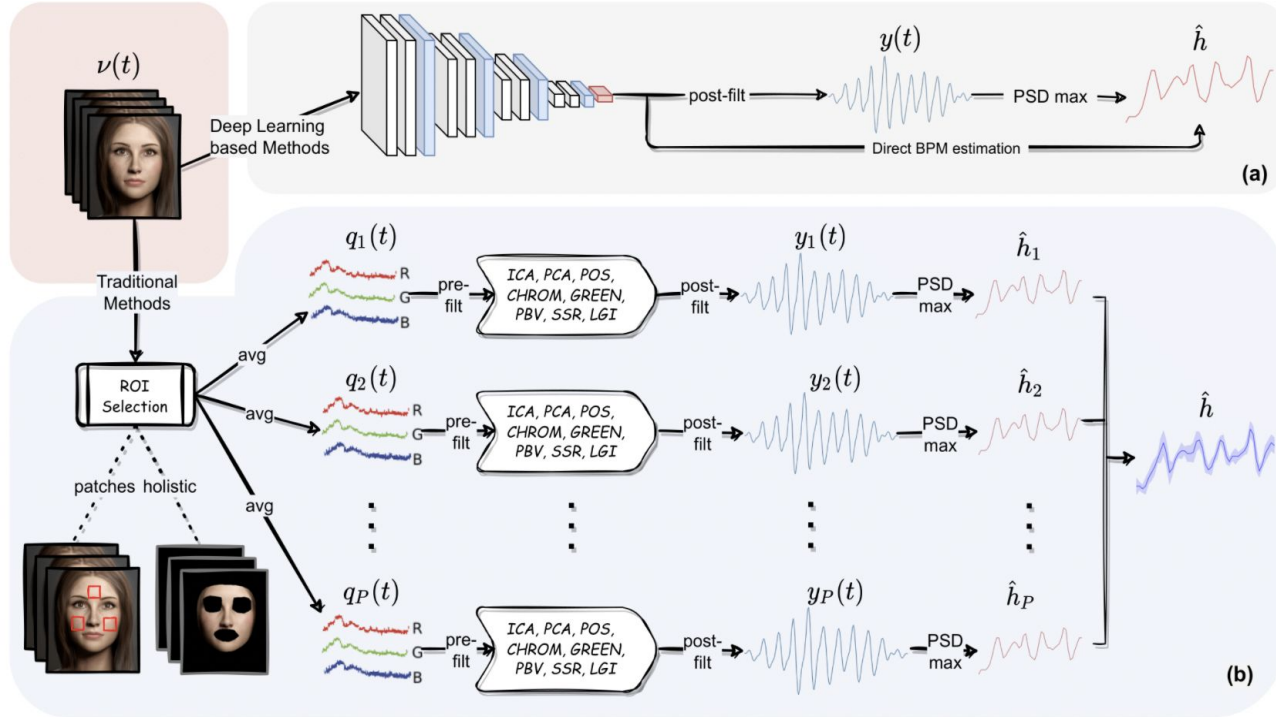 ν(t)
Deep Learning
based Methods
post-filt
y(t)
PSD max
ĥ
Direct BPM estimation
(a)
Traditional
Methods
ROI
Selection
patches holistic
avg
q₁(t)
R
G
B
pre-
filt
ICA, PCA, POS,
CHROM, GREEN,
PBV, SSR, LGI
post-
filt
y₁(t)
PSD
max
ĥ₁
avg
q₂(t)
R
G
B
pre-
filt
ICA, PCA, POS,
CHROM, GREEN,
PBV, SSR, LGI
post-
filt
y₂(t)
PSD
max
ĥ₂
ĥ
avg
q_P(t)
R
G
B
pre-
filt
ICA, PCA, POS,
CHROM, GREEN,
PBV, SSR, LGI
post-
filt
y_P(t)
PSD
max
ĥ_P
(b)